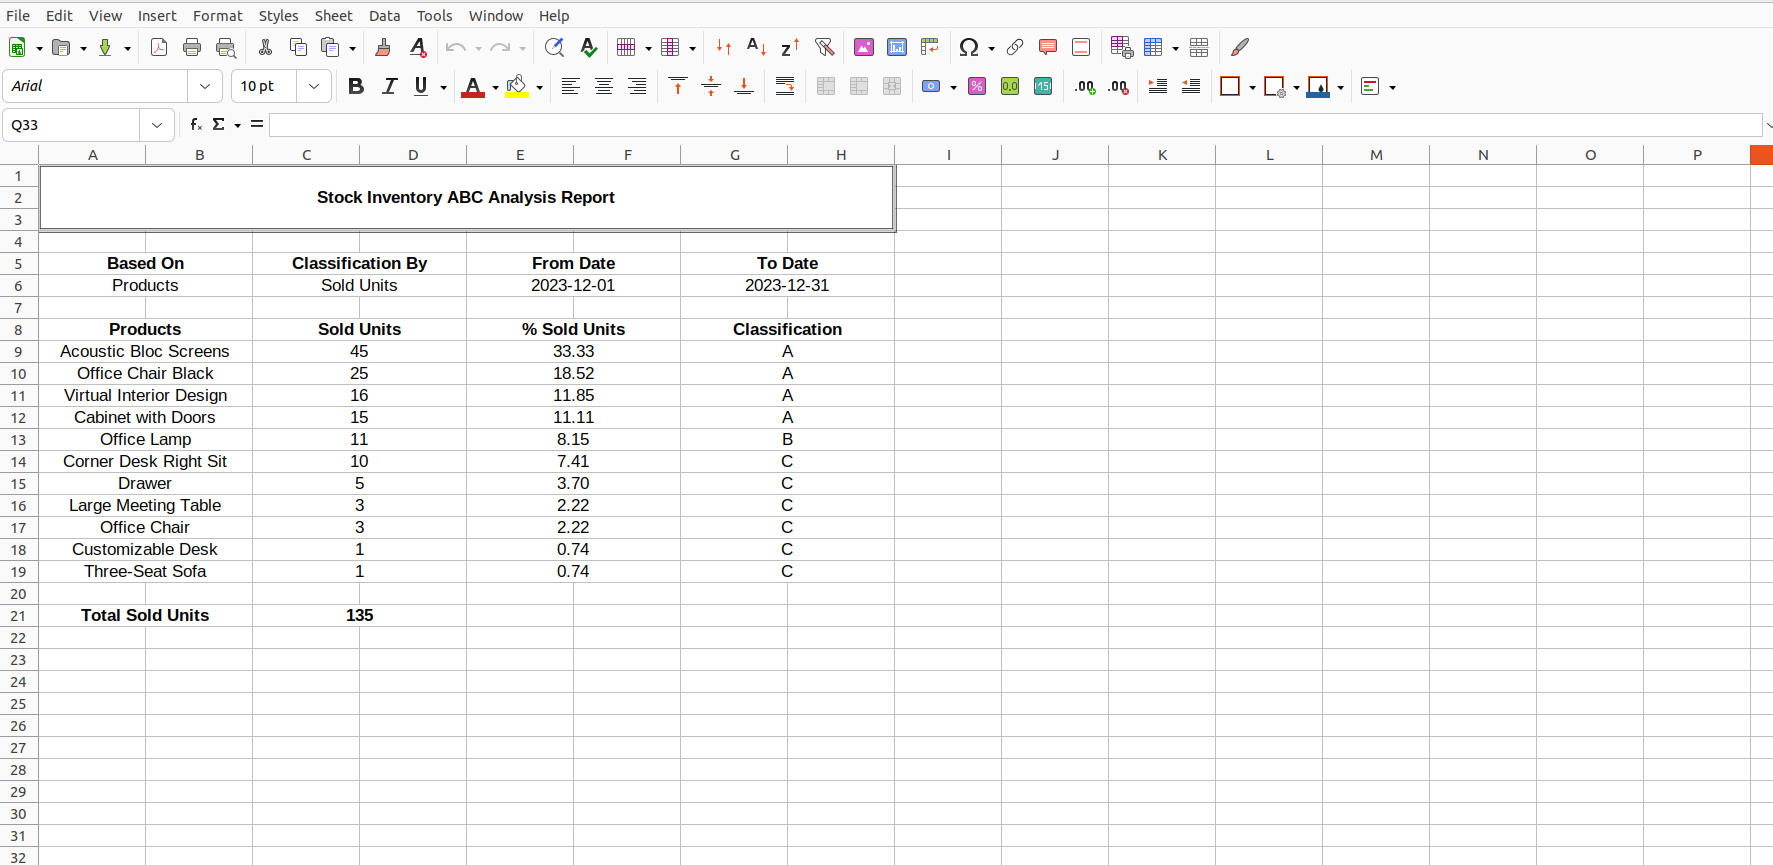 File Edit View Insert Format Styles Sheet Data Tools Window Help
Arial 10 pt
Q33
A B C D E F G H I J K L M N O P
1
2 Stock Inventory ABC Analysis Report
3
4
5 Based On Classification By From Date To Date
6 Products Sold Units 2023-12-01 2023-12-31
7
8 Products Sold Units % Sold Units Classification
9 Acoustic Bloc Screens 45 33.33 A
10 Office Chair Black 25 18.52 A
11 Virtual Interior Design 16 11.85 A
12 Cabinet with Doors 15 11.11 A
13 Office Lamp 11 8.15 B
14 Corner Desk Right Sit 10 7.41 C
15 Drawer 5 3.70 C
16 Large Meeting Table 3 2.22 C
17 Office Chair 3 2.22 C
18 Customizable Desk 1 0.74 C
19 Three-Seat Sofa 1 0.74 C
20
21 Total Sold Units 135
22
23
24
25
26
27
28
29
30
31
32